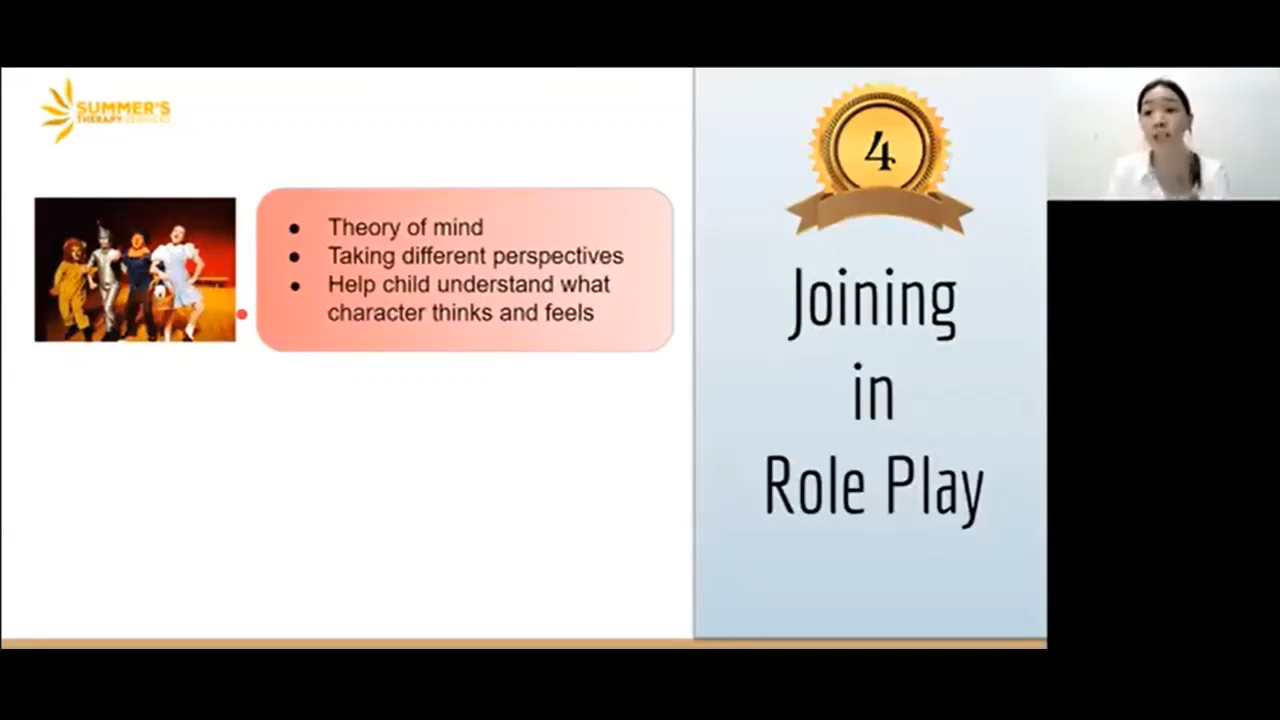 SUMMER'S
THERAPY SERVICES
• Theory of mind
• Taking different perspectives
• Help child understand what
character thinks and feels
4
Joining
in
Role Play